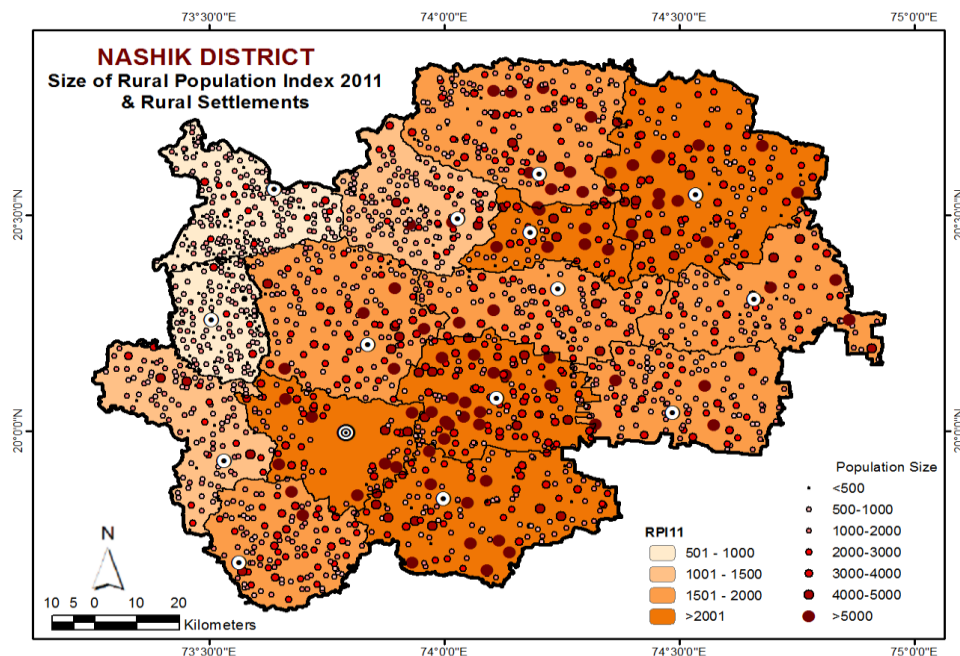 73°30'0"E
74°0'0"E
74°30'0"E
75°0'0"E
NASHIK DISTRICT
Size of Rural Population Index 2011
& Rural Settlements
20°30'0"N
20°30'0"N
20°0'0"N
20°0'0"N
Population Size
<500
500-1000
1000-2000
2000-3000
3000-4000
4000-5000
>5000
RPI11
501 - 1000
1001 - 1500
1501 - 2000
>2001
N
10 5 0 10 20
Kilometers
73°30'0"E
74°0'0"E
74°30'0"E
75°0'0"E